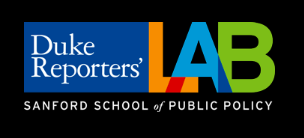 Duke
Reporters' LAB
SANFORD SCHOOL of PUBLIC POLICY